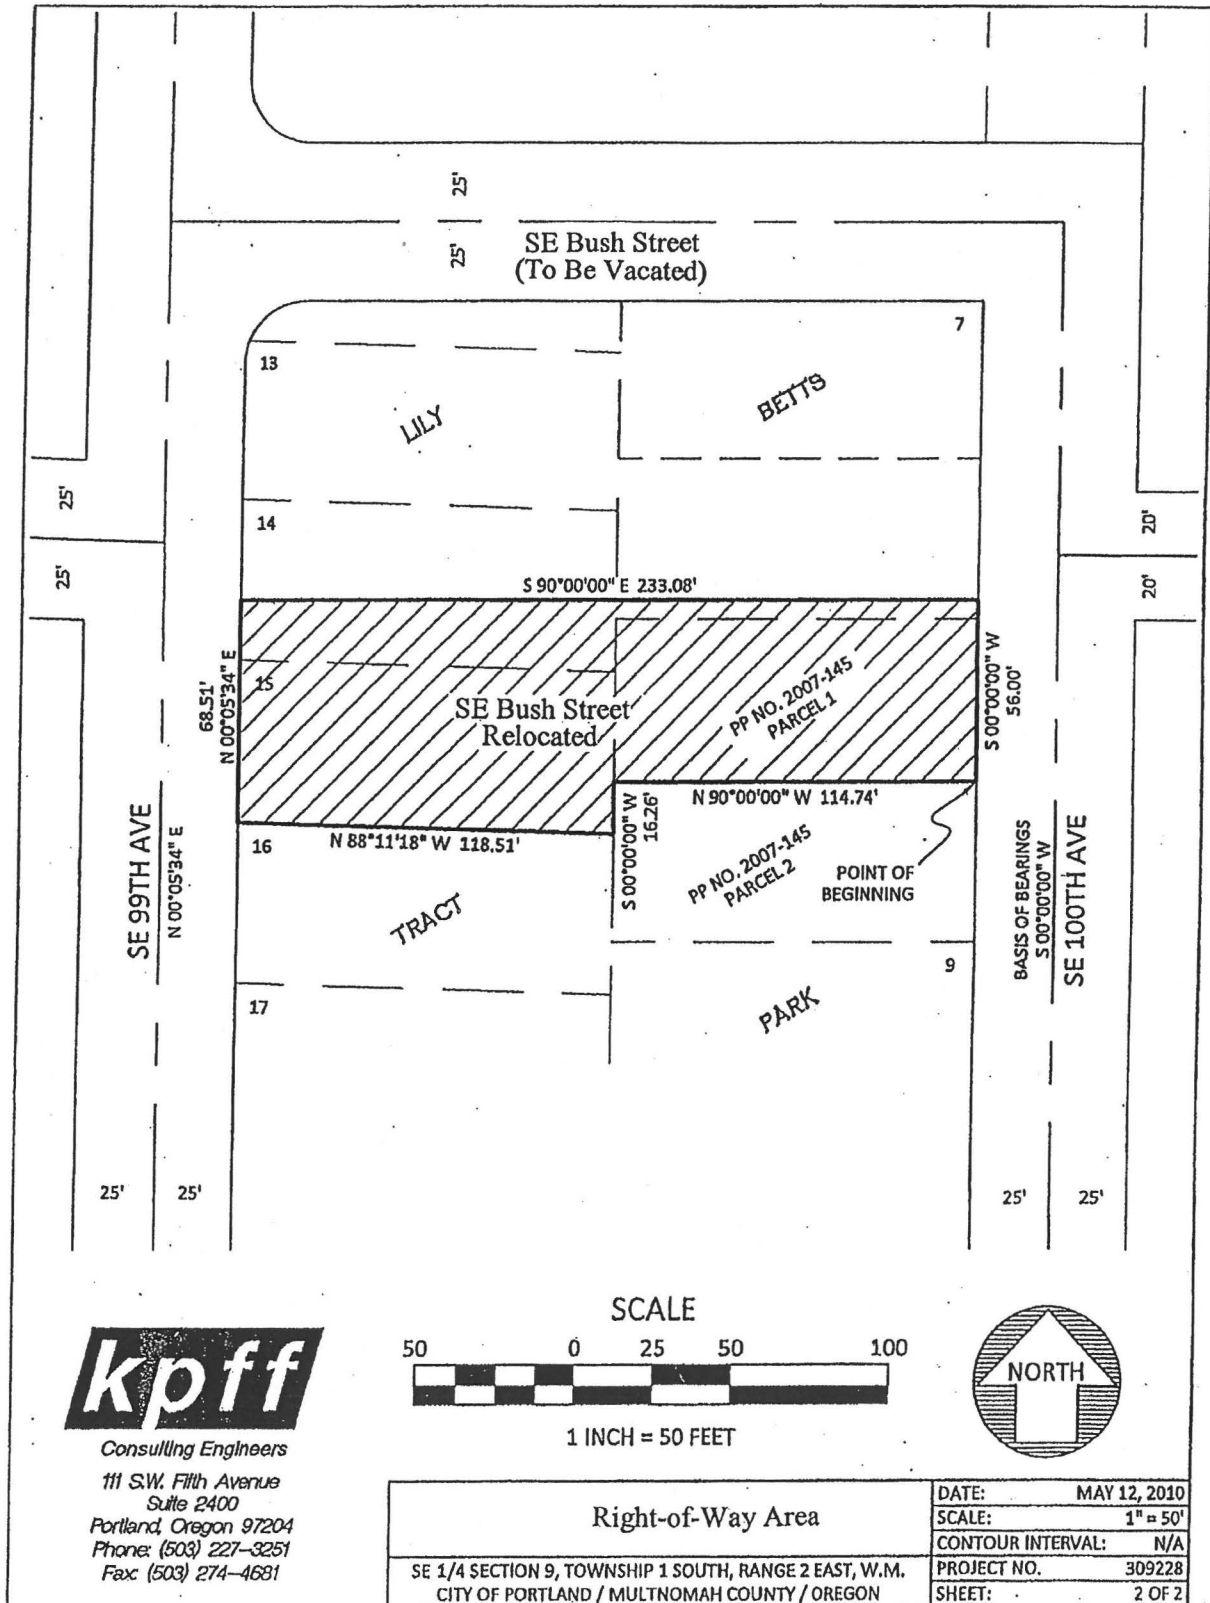 25'
25'
SE Bush Street
(To Be Vacated)
7
13
BETTS
LILY
25'
14
20'
25'
20'
S 90°00'00" E 233.08'
68.51'
N 00°05'34" E
15
SE Bush Street
Relocated
PP NO. 2007-145
PARCEL 1
S 00°00'00" W
56.00'
N 90°00'00" W 114.74'
N 88°11'18" W 118.51'
16
S 00°00'00" W
16.26'
PP NO. 2007-145
PARCEL 2
POINT OF
BEGINNING
SE 99TH AVE
N 00°05'34" E
TRACT
BASIS OF BEARINGS
S 00°00'00" W
SE 100TH AVE
9
17
PARK
25'
25'
25'
25'
SCALE
50 0 25 50 100
1 INCH = 50 FEET
NORTH
kpff
Consulting Engineers
111 S.W. Fifth Avenue
Suite 2400
Portland, Oregon 97204
Phone: (503) 227-3251
Fax: (503) 274-4681
Right-of-Way Area
SE 1/4 SECTION 9, TOWNSHIP 1 SOUTH, RANGE 2 EAST, W.M.
CITY OF PORTLAND / MULTNOMAH COUNTY / OREGON
DATE: MAY 12, 2010
SCALE: 1" = 50'
CONTOUR INTERVAL: N/A
PROJECT NO. 309228
SHEET: 2 OF 2